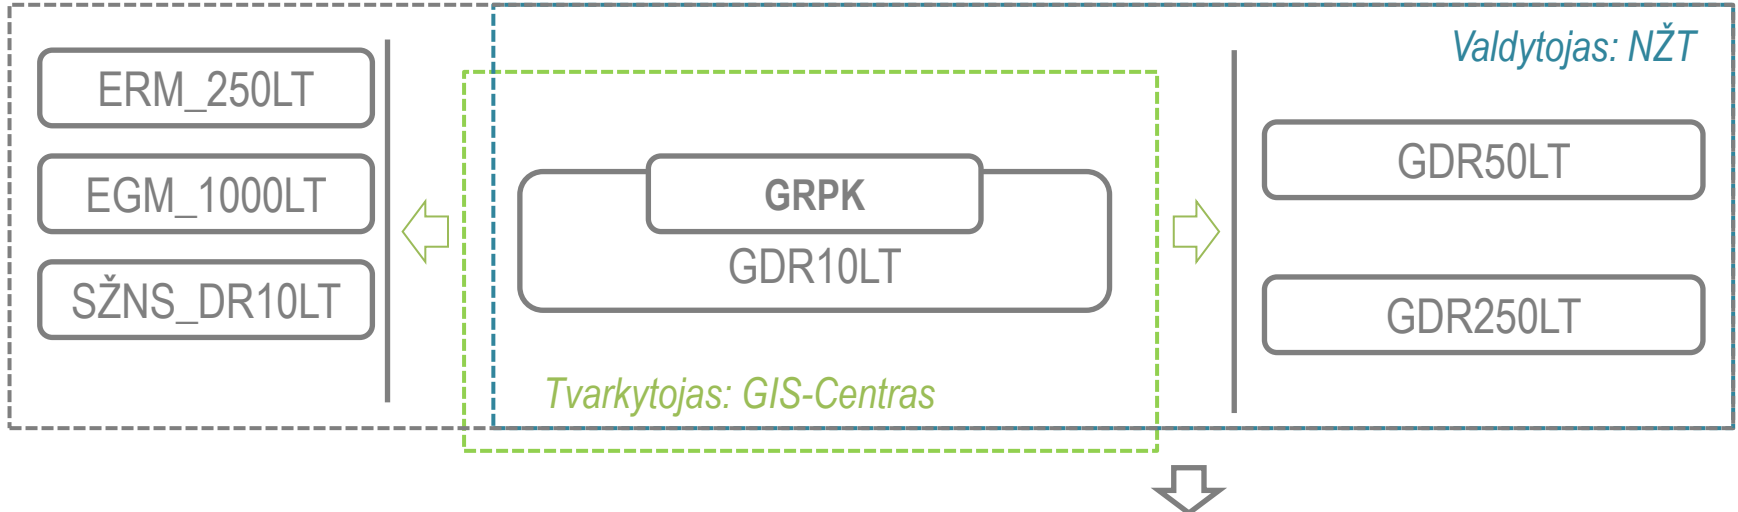 Valdytojas: NŽT
ERM_250LT
EGM_1000LT
SŽNS_DR10LT
GRPK
GDR10LT
Tvarkytojas: GIS-Centras
GDR50LT
GDR250LT